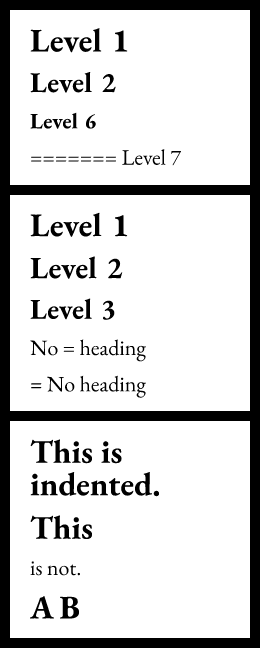 Level 1
Level 2
Level 6
======= Level 7
Level 1
Level 2
Level 3
No = heading
= No heading
This is
indented.
This
is not.
A B